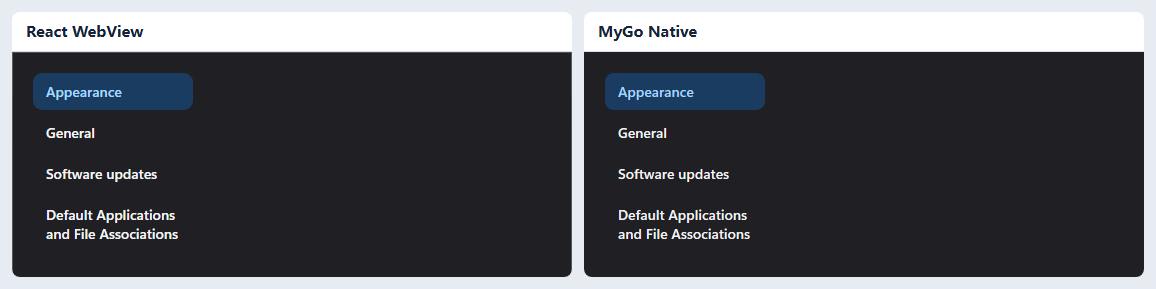 React WebView
Appearance
General
Software updates
Default Applications
and File Associations
MyGo Native
Appearance
General
Software updates
Default Applications
and File Associations